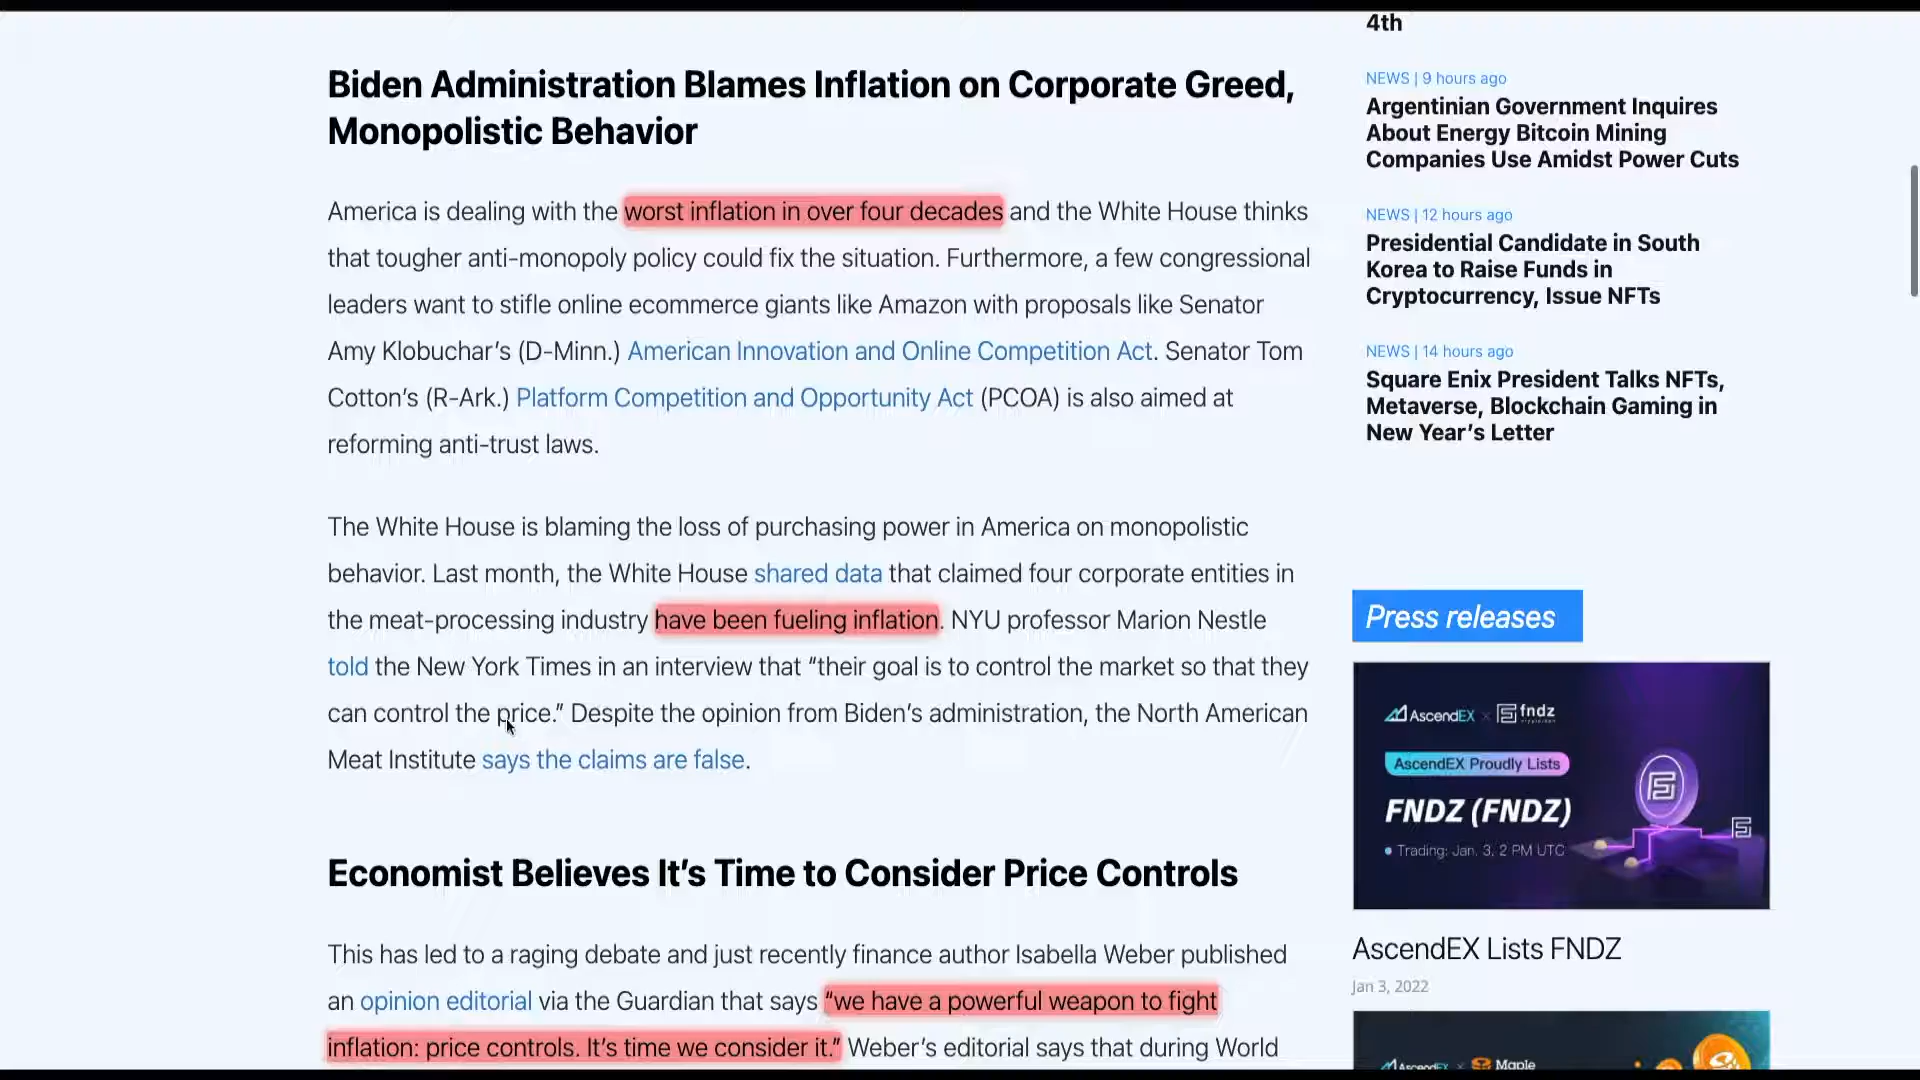 Biden Administration Blames Inflation on Corporate Greed,
Monopolistic Behavior
America is dealing with the worst inflation in over four decades and the White House thinks
that tougher anti-monopoly policy could fix the situation. Furthermore, a few congressional
leaders want to stifle online ecommerce giants like Amazon with proposals like Senator
Amy Klobuchar’s (D-Minn.) American Innovation and Online Competition Act. Senator Tom
Cotton’s (R-Ark.) Platform Competition and Opportunity Act (PCOA) is also aimed at
reforming anti-trust laws.
The White House is blaming the loss of purchasing power in America on monopolistic
behavior. Last month, the White House shared data that claimed four corporate entities in
the meat-processing industry have been fueling inflation. NYU professor Marion Nestle
told the New York Times in an interview that “their goal is to control the market so that they
can control the price.” Despite the opinion from Biden’s administration, the North American
Meat Institute says the claims are false.
Economist Believes It’s Time to Consider Price Controls
This has led to a raging debate and just recently finance author Isabella Weber published
an opinion editorial via the Guardian that says “we have a powerful weapon to fight
inflation: price controls. It’s time we consider it.” Weber’s editorial says that during World
4th
NEWS | 9 hours ago
Argentinian Government Inquires
About Energy Bitcoin Mining
Companies Use Amidst Power Cuts
NEWS | 12 hours ago
Presidential Candidate in South
Korea to Raise Funds in
Cryptocurrency, Issue NFTs
NEWS | 14 hours ago
Square Enix President Talks NFTs,
Metaverse, Blockchain Gaming in
New Year’s Letter
Press releases
AscendEX × fndz
AscendEX Proudly Lists
FNDZ (FNDZ)
• Trading: Jan. 3, 2 PM UTC
AscendEX Lists FNDZ
Jan 3, 2022
AscendEX × Maple